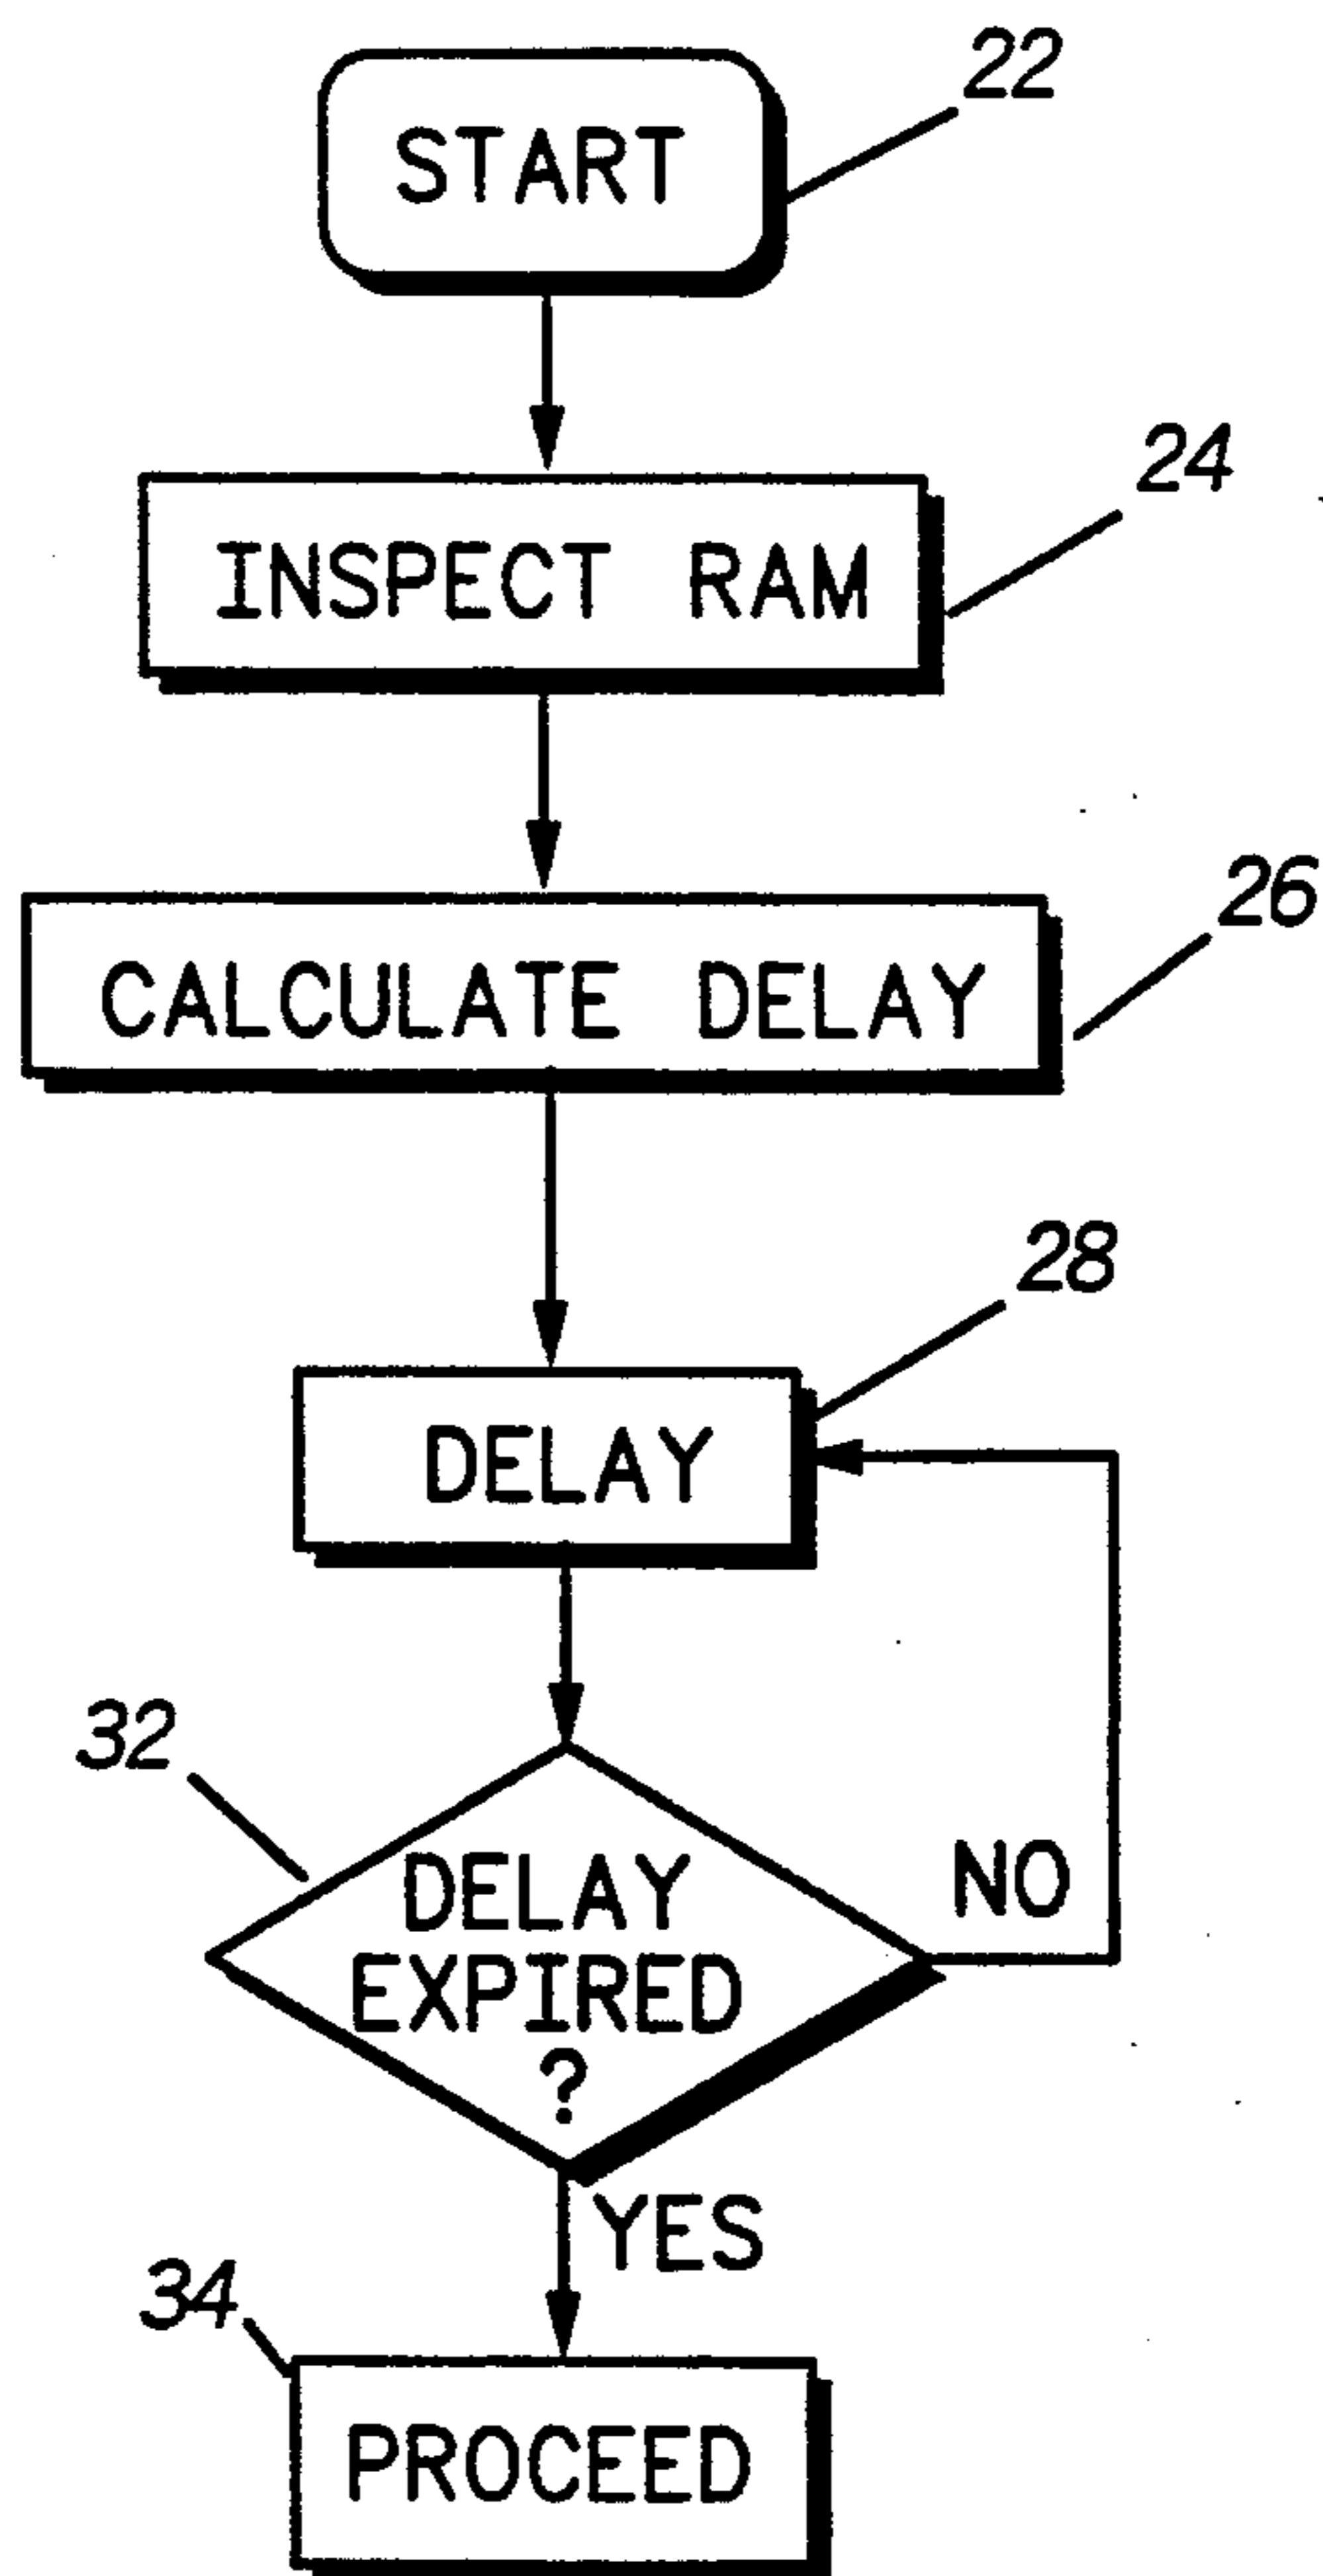 22
START
24
INSPECT RAM
26
CALCULATE DELAY
28
DELAY
32
DELAY
EXPIRED
?
NO
YES
34
PROCEED